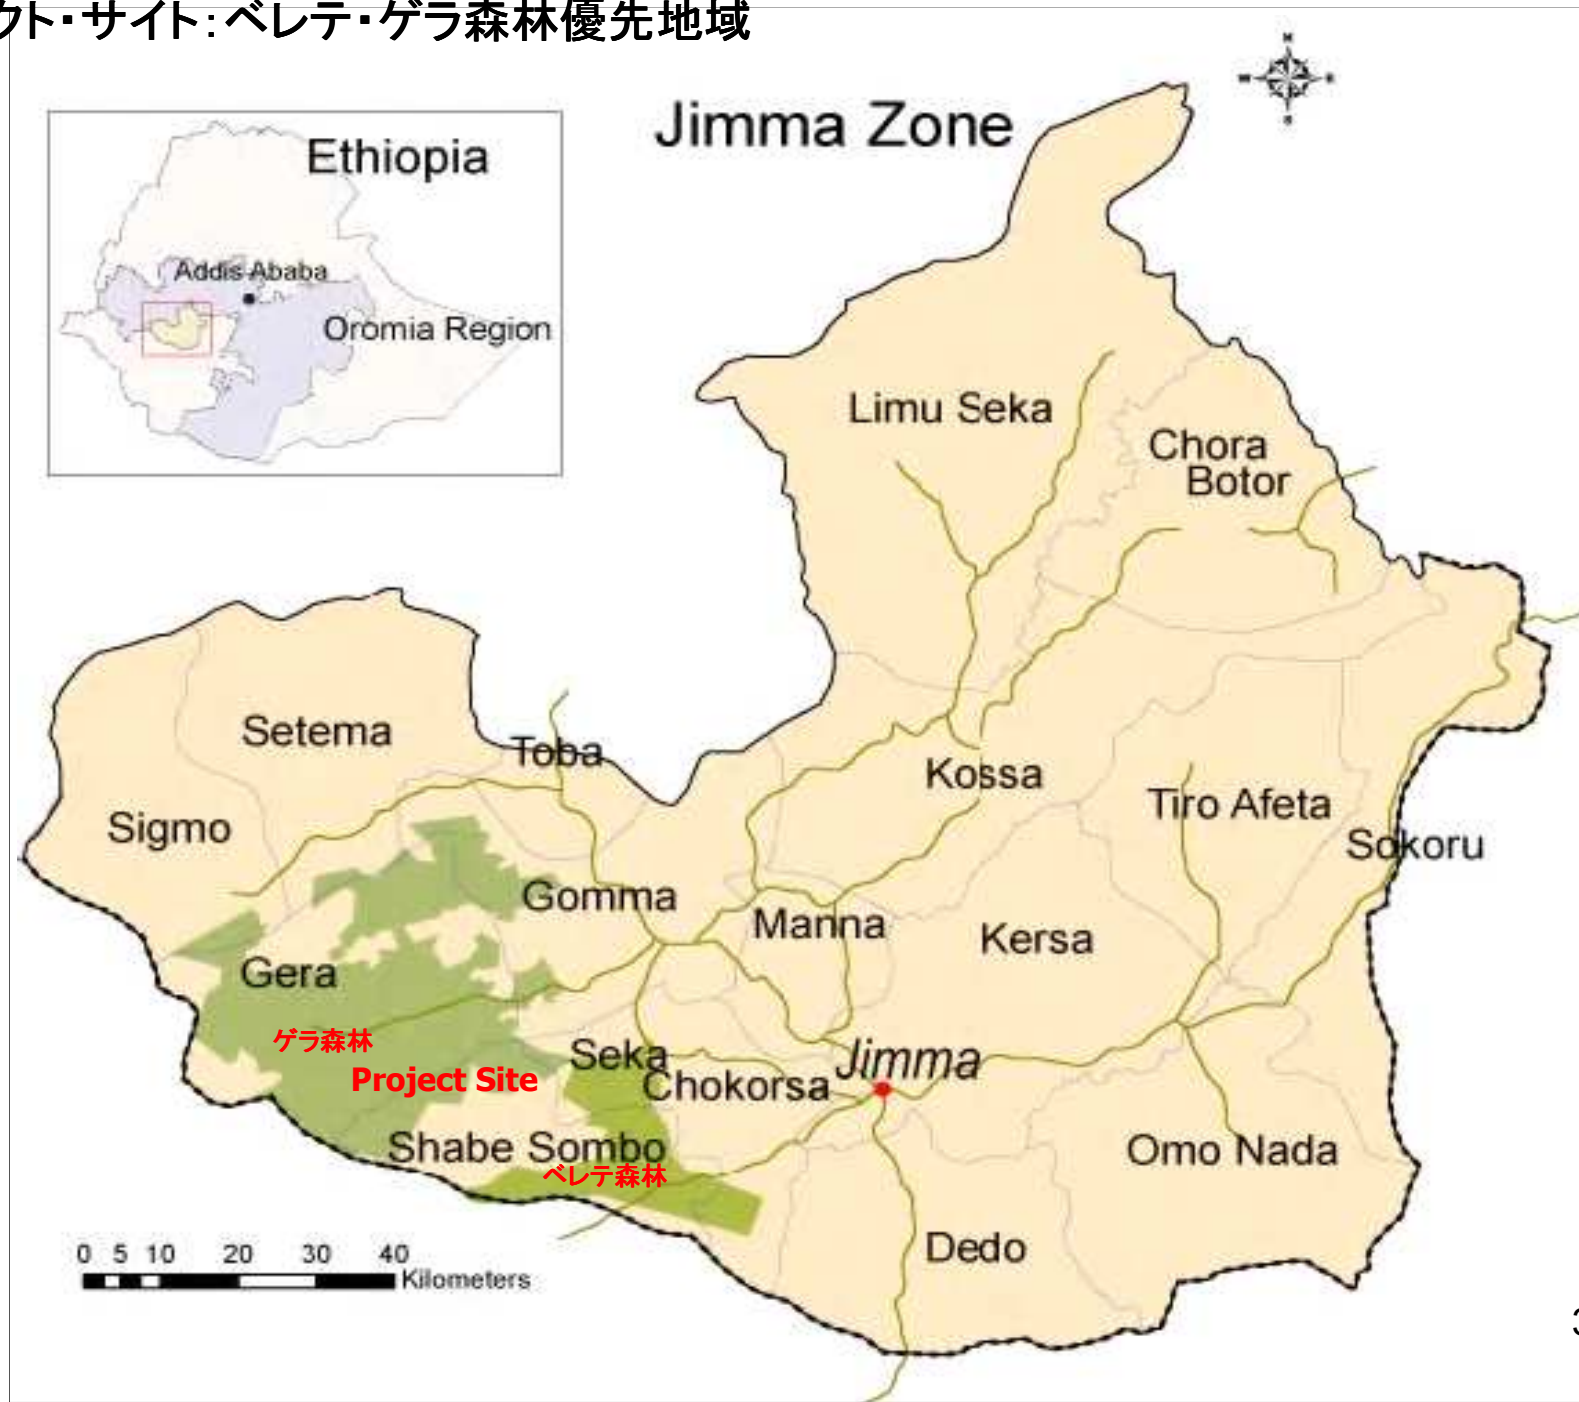 クト・サイト：ベレテ・ゲラ森林優先地域
N
W
E
S
Jimma Zone
Ethiopia
Addis Ababa
Oromia Region
Limu Seka
Chora
Botor
Setema
Toba
Kossa
Tiro Afeta
Sigmo
Sokoru
Gomma
Manna
Kersa
Gera
ゲラ森林
Project Site
Seka
Chokorsa
Jimma
Shabe Sombo
ベレテ森林
Omo Nada
Dedo
0 5 10 20 30 40
Kilometers